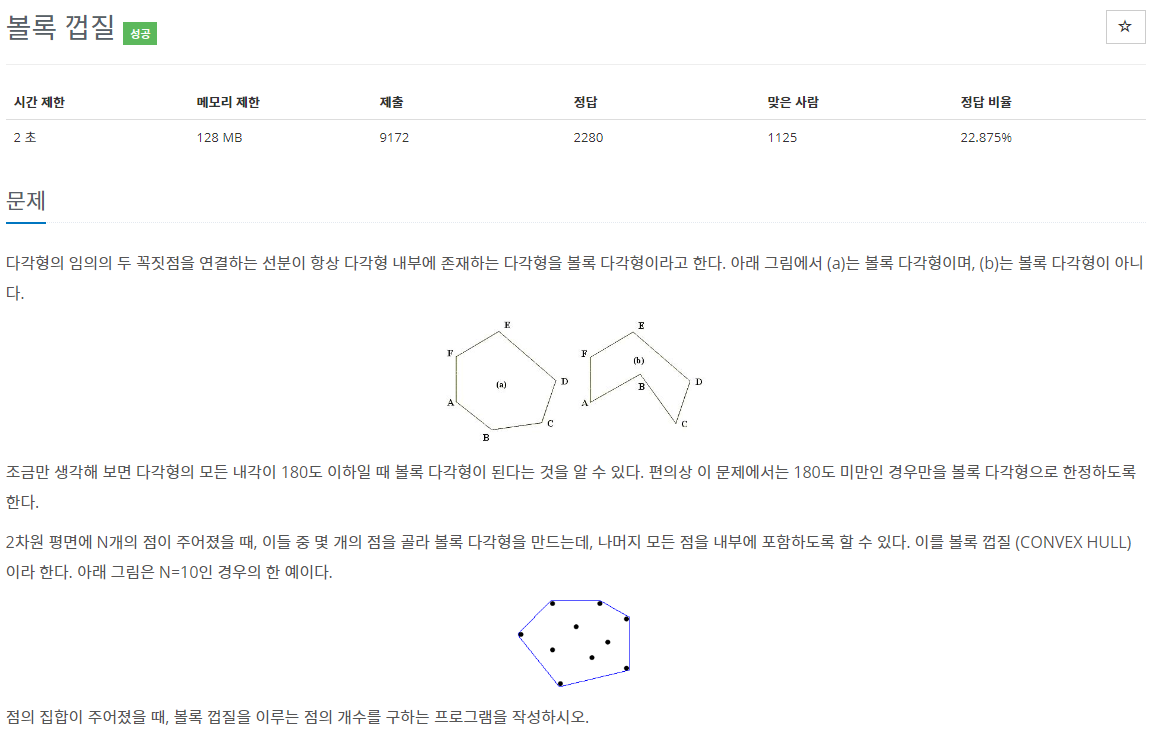 볼록 껍질 성공
☆
시간 제한 메모리 제한 제출 정답 맞은 사람 정답 비율
2 초 128 MB 9172 2280 1125 22.875%
문제
다각형의 임의의 두 꼭짓점을 연결하는 선분이 항상 다각형 내부에 존재하는 다각형을 볼록 다각형이라고 한다. 아래 그림에서 (a)는 볼록 다각형이며, (b)는 볼록 다각형이 아니
다.
E E
F F (b)
(a) D B D
A A
C C
B
조금만 생각해 보면 다각형의 모든 내각이 180도 이하일 때 볼록 다각형이 된다는 것을 알 수 있다. 편의상 이 문제에서는 180도 미만인 경우만을 볼록 다각형으로 한정하도록
한다.
2차원 평면에 N개의 점이 주어졌을 때, 이들 중 몇 개의 점을 골라 볼록 다각형을 만드는데, 나머지 모든 점을 내부에 포함하도록 할 수 있다. 이를 볼록 껍질 (CONVEX HULL)
이라 한다. 아래 그림은 N=10인 경우의 한 예이다.
점의 집합이 주어졌을 때, 볼록 껍질을 이루는 점의 개수를 구하는 프로그램을 작성하시오.